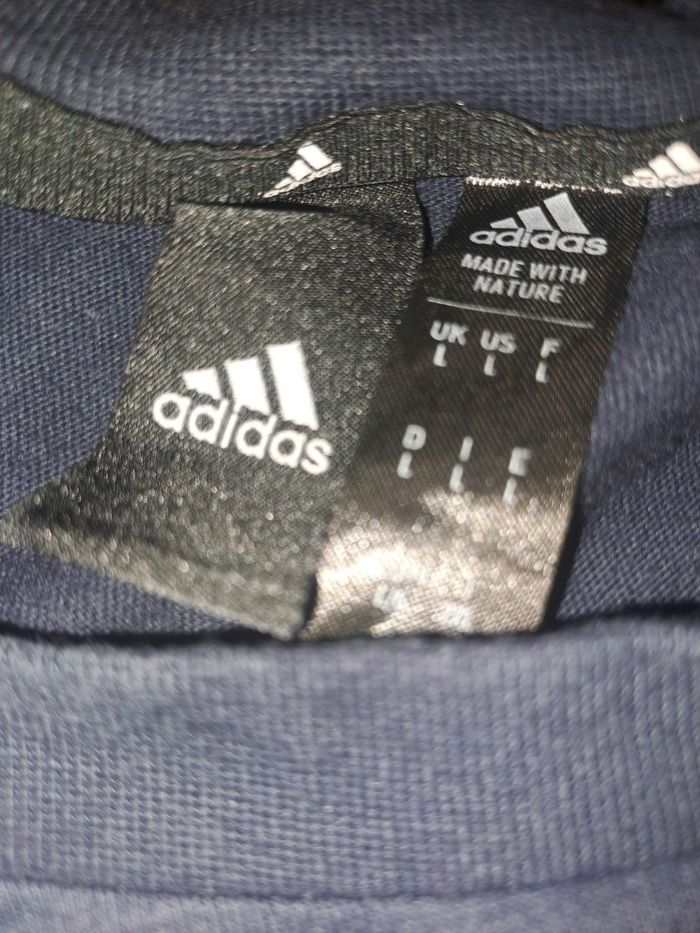 adidas
adidas
MADE WITH
NATURE
UK US F
L L L
D I E
L L L